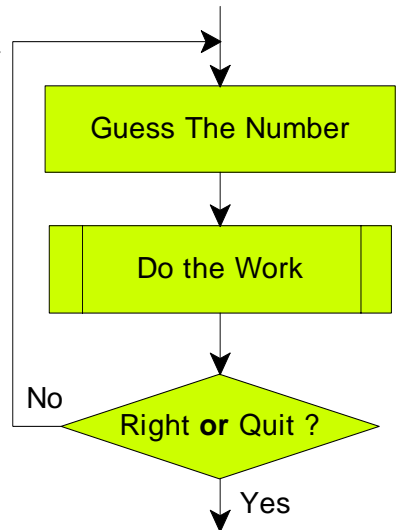 Guess The Number
Do the Work
No
Right or Quit ?
Yes